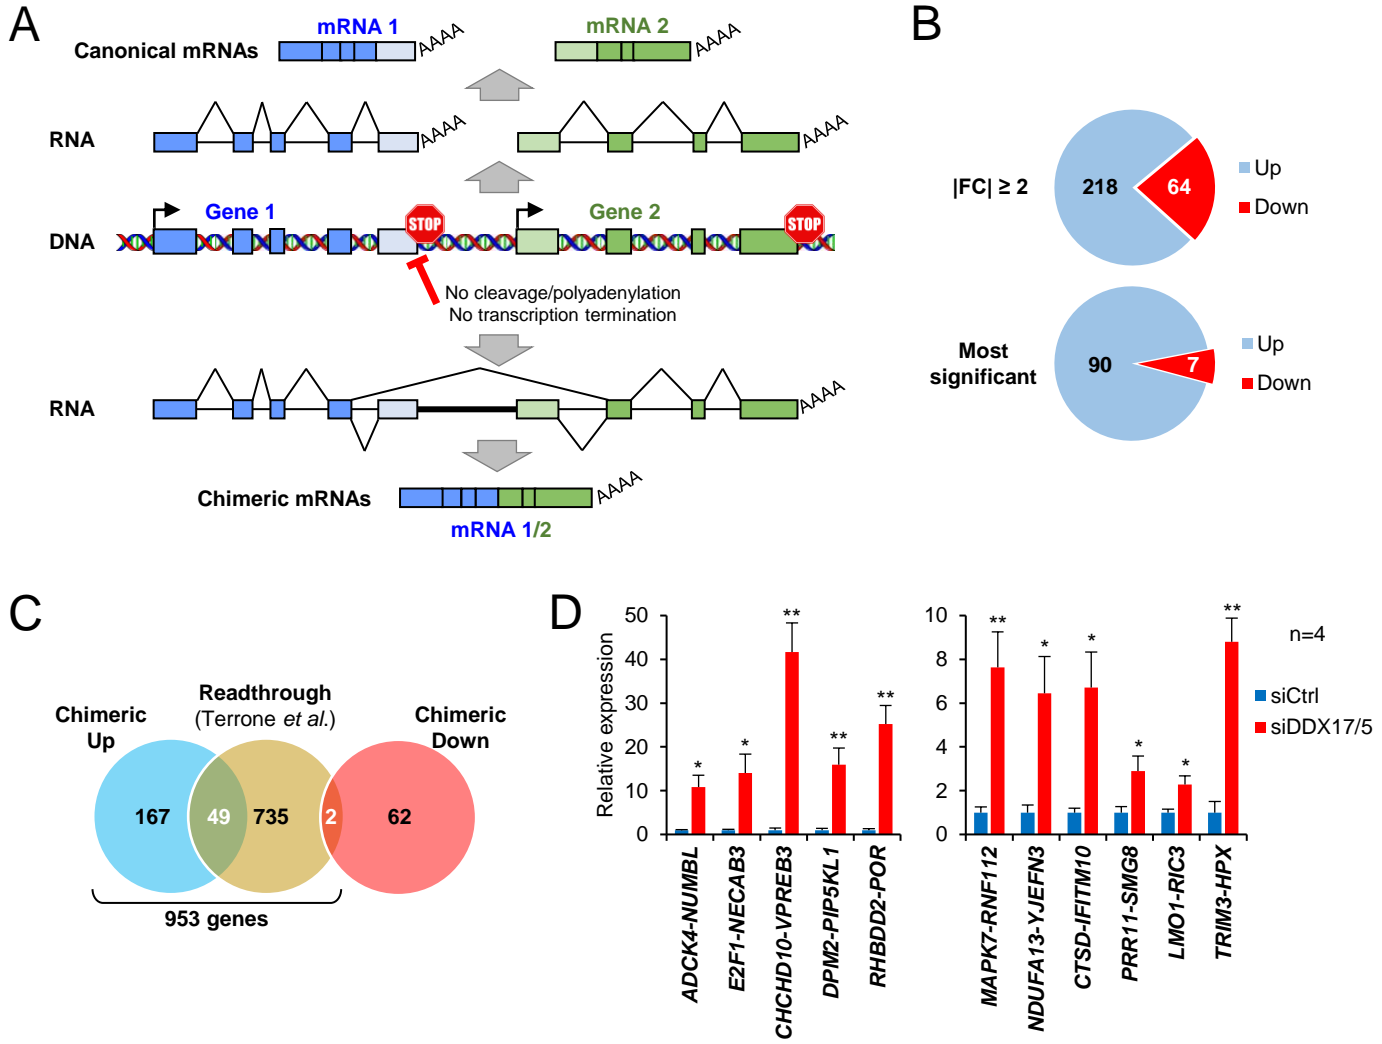 A
mRNA 1
mRNA 2
Canonical mRNAs
AAAA
AAAA
RNA
AAAA
AAAA
Gene 1
STOP
Gene 2
STOP
DNA
No cleavage/polyadenylation
No transcription termination
RNA
AAAA
Chimeric mRNAs
AAAA
mRNA 1/2
B
|FC| ≥ 2
218
64
Up
Down
Most
significant
90
7
Up
Down
C
Readthrough
(Terrone et al.)
Chimeric
Up
Chimeric
Down
167
49
735
2
62
953 genes
D
Relative expression
50
40
30
20
10
0
*
*
**
**
**
ADCK4-NUMBL
E2F1-NECAB3
CHCHD10-VPREB3
DPM2-PIP5KL1
RHBDD2-POR
10
8
6
4
2
0
**
*
*
*
*
**
MAPK7-RNF112
NDUFA13-YJEFN3
CTSD-IFITM10
PRR11-SMG8
LMO1-RIC3
TRIM3-HPX
n=4
siCtrl
siDDX17/5